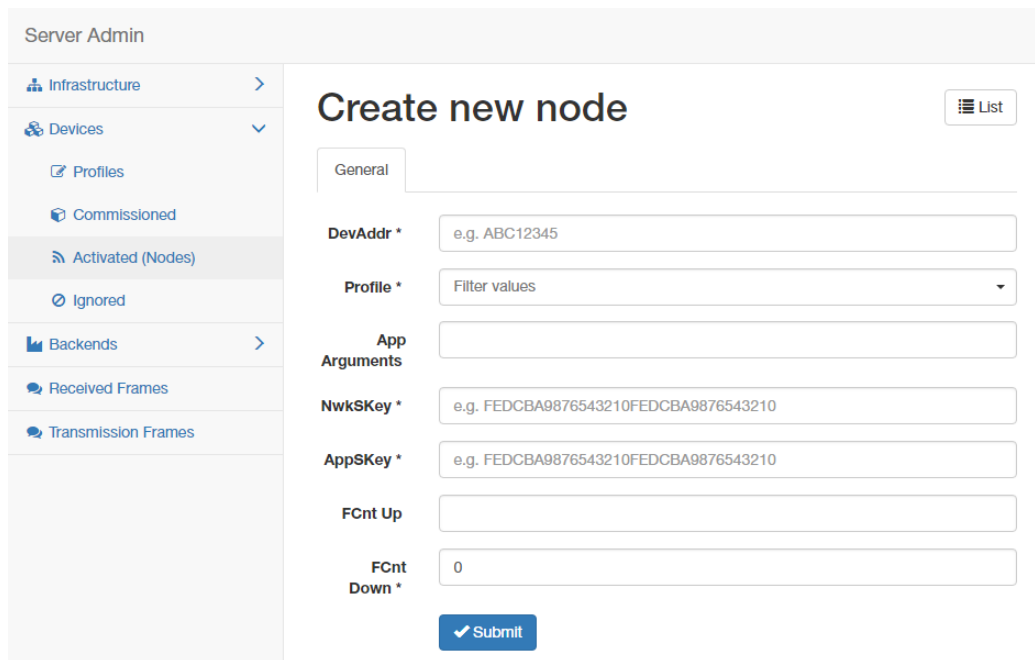 Server Admin
Infrastructure
Devices
Profiles
Commissioned
Activated (Nodes)
Ignored
Backends
Received Frames
Transmission Frames
Create new node
List
General
DevAddr *
e.g. ABC12345
Profile *
Filter values
App
Arguments
NwkSKey *
e.g. FEDCBA9876543210FEDCBA9876543210
AppSKey *
e.g. FEDCBA9876543210FEDCBA9876543210
FCnt Up
FCnt
Down *
0
Submit